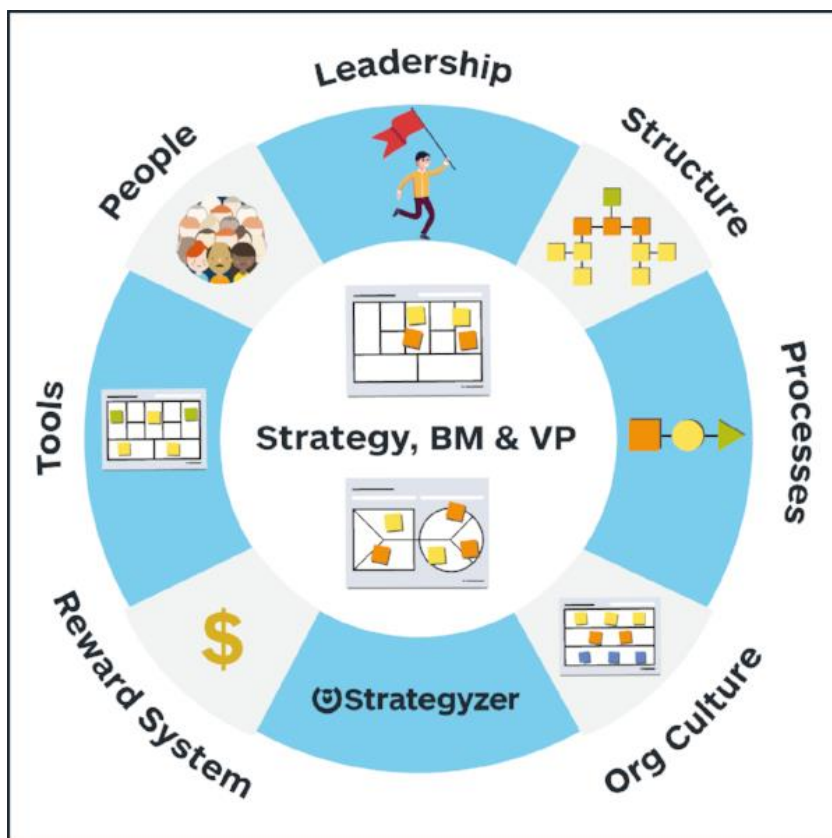 Leadership
Structure
People
Processes
Tools
Strategy, BM & VP
Org Culture
Reward System
$
Strategyzer